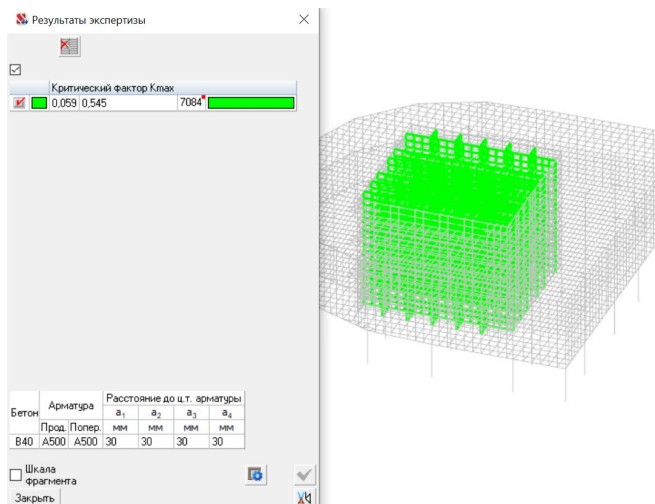 Результаты экспертизы
Критический фактор Kmax
0,059 0,545 7084
Бетон Арматура Расстояние до ц.т. арматуры
a1 a2 a3 a4
Прод. Попер. мм мм мм мм
B40 A500 A500 30 30 30 30
Шкала
фрагмента
Закрыть